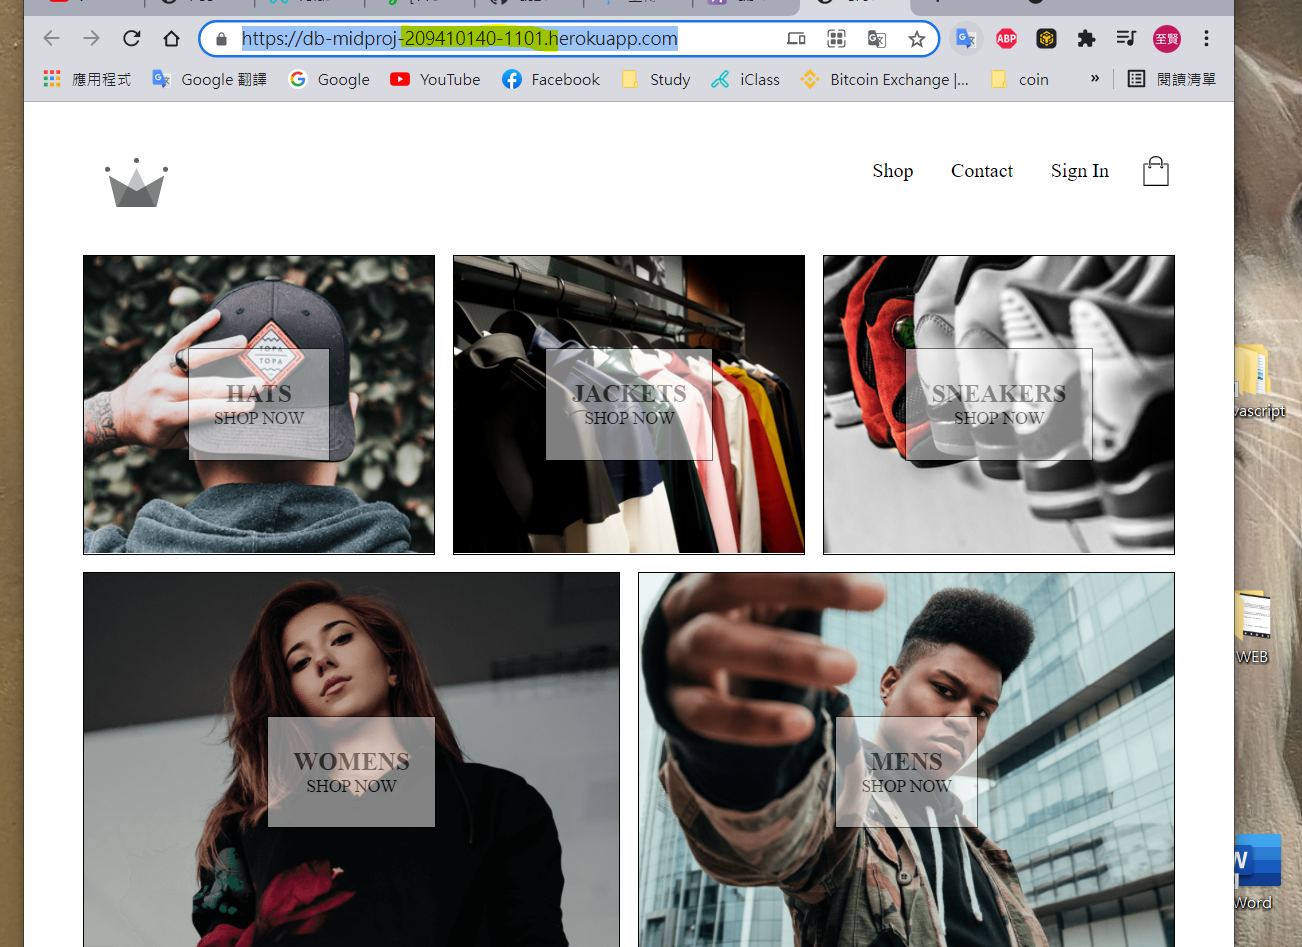 https://db-midproj-209410140-1101.herokuapp.com
ABP
至賢
應用程式
Google 翻譯
Google
YouTube
Facebook
Study
iClass
Bitcoin Exchange |...
coin
»
閱讀清單
Shop
Contact
Sign In
TOPA
TOPA
HATS
SHOP NOW
JACKETS
SHOP NOW
SNEAKERS
SHOP NOW
WOMENS
SHOP NOW
MENS
SHOP NOW
vascript
WEB
W
Word